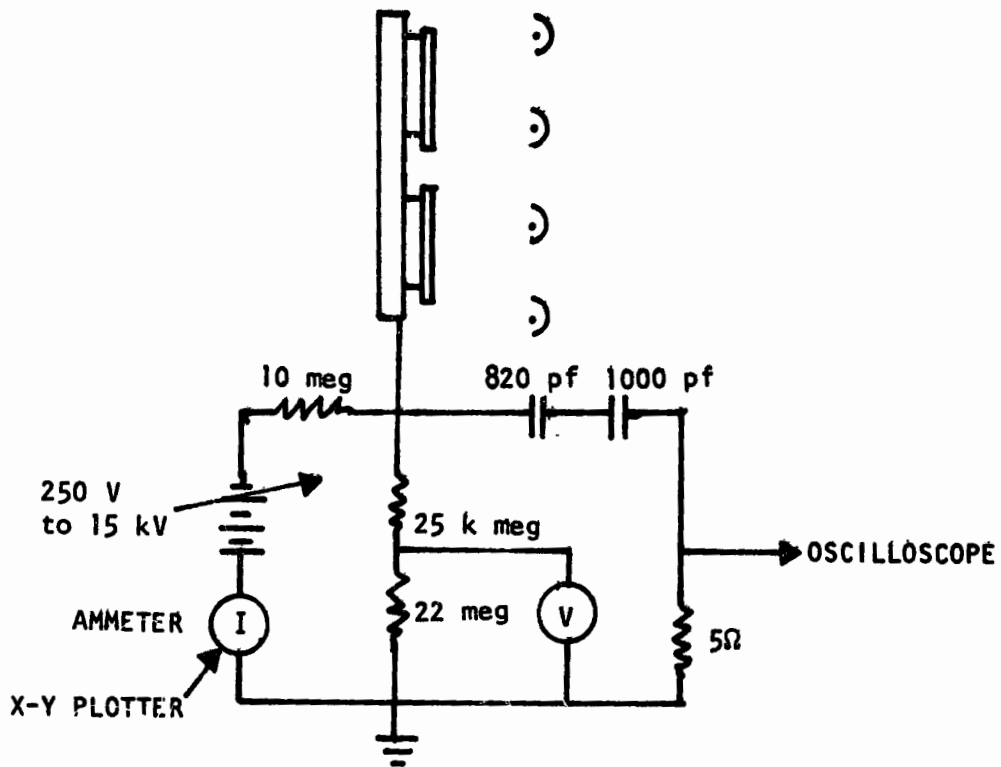 10 meg
820 pf
1000 pf
250 V
to 15 kV
25 k meg
OSCILLOSCOPE
22 meg
V
AMMETER
I
5Ω
X-Y PLOTTER